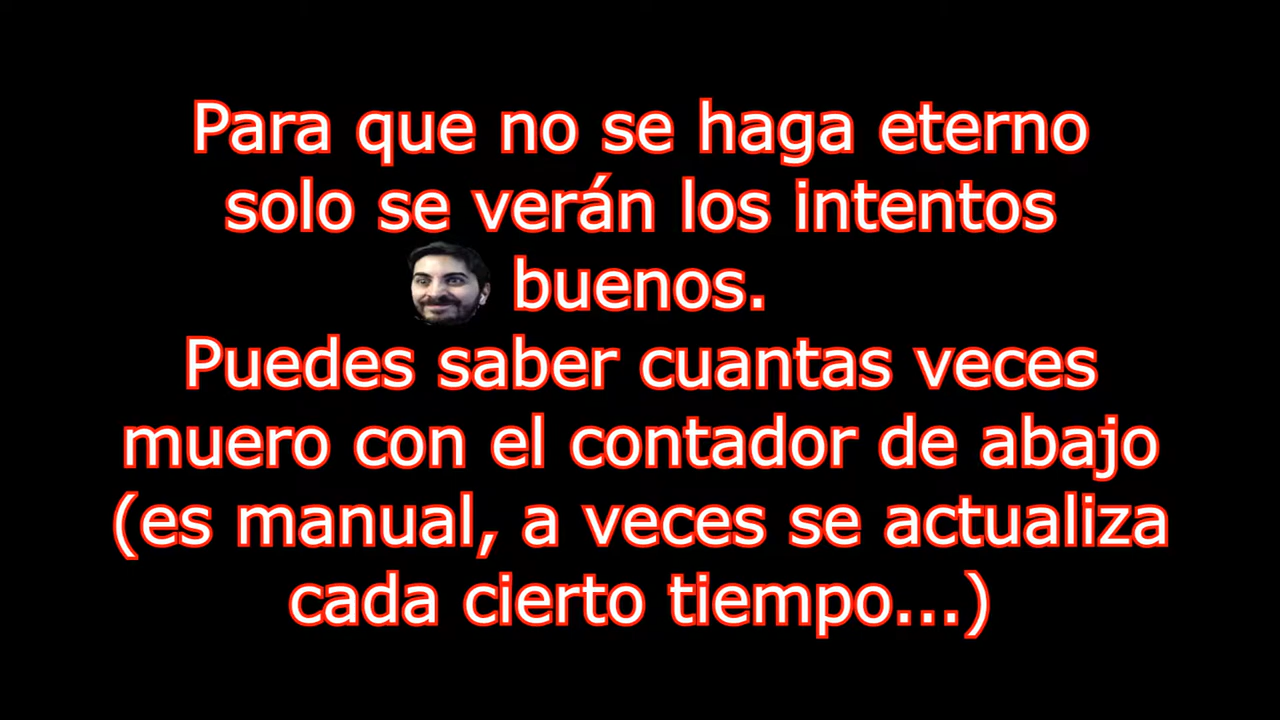 Para que no se haga eterno
solo se verán los intentos
buenos.
Puedes saber cuantas veces
muero con el contador de abajo
(es manual, a veces se actualiza
cada cierto tiempo...)